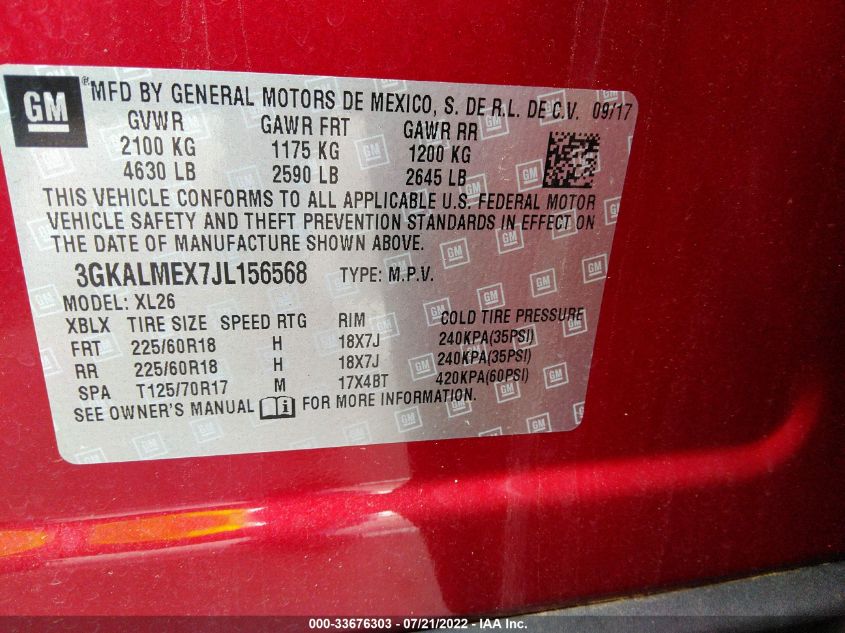 GM ® MFD BY GENERAL MOTORS DE MEXICO, S. DE R.L. DE C.V. 09/17
GVWR GAWR FRT GAWR RR
2100 KG 1175 KG 1200 KG
4630 LB 2590 LB 2645 LB
THIS VEHICLE CONFORMS TO ALL APPLICABLE U.S. FEDERAL MOTOR
VEHICLE SAFETY AND THEFT PREVENTION STANDARDS IN EFFECT ON
THE DATE OF MANUFACTURE SHOWN ABOVE.
3GKALMEX7JL156568 TYPE: M.P.V.
MODEL: XL26
XBLX TIRE SIZE SPEED RTG RIM COLD TIRE PRESSURE
FRT 225/60R18 H 18X7J 240KPA(35PSI)
RR 225/60R18 H 18X7J 240KPA(35PSI)
SPA T125/70R17 M 17X4BT 420KPA(60PSI)
SEE OWNER'S MANUAL i FOR MORE INFORMATION.
000-33676303 - 07/21/2022 - IAA Inc.